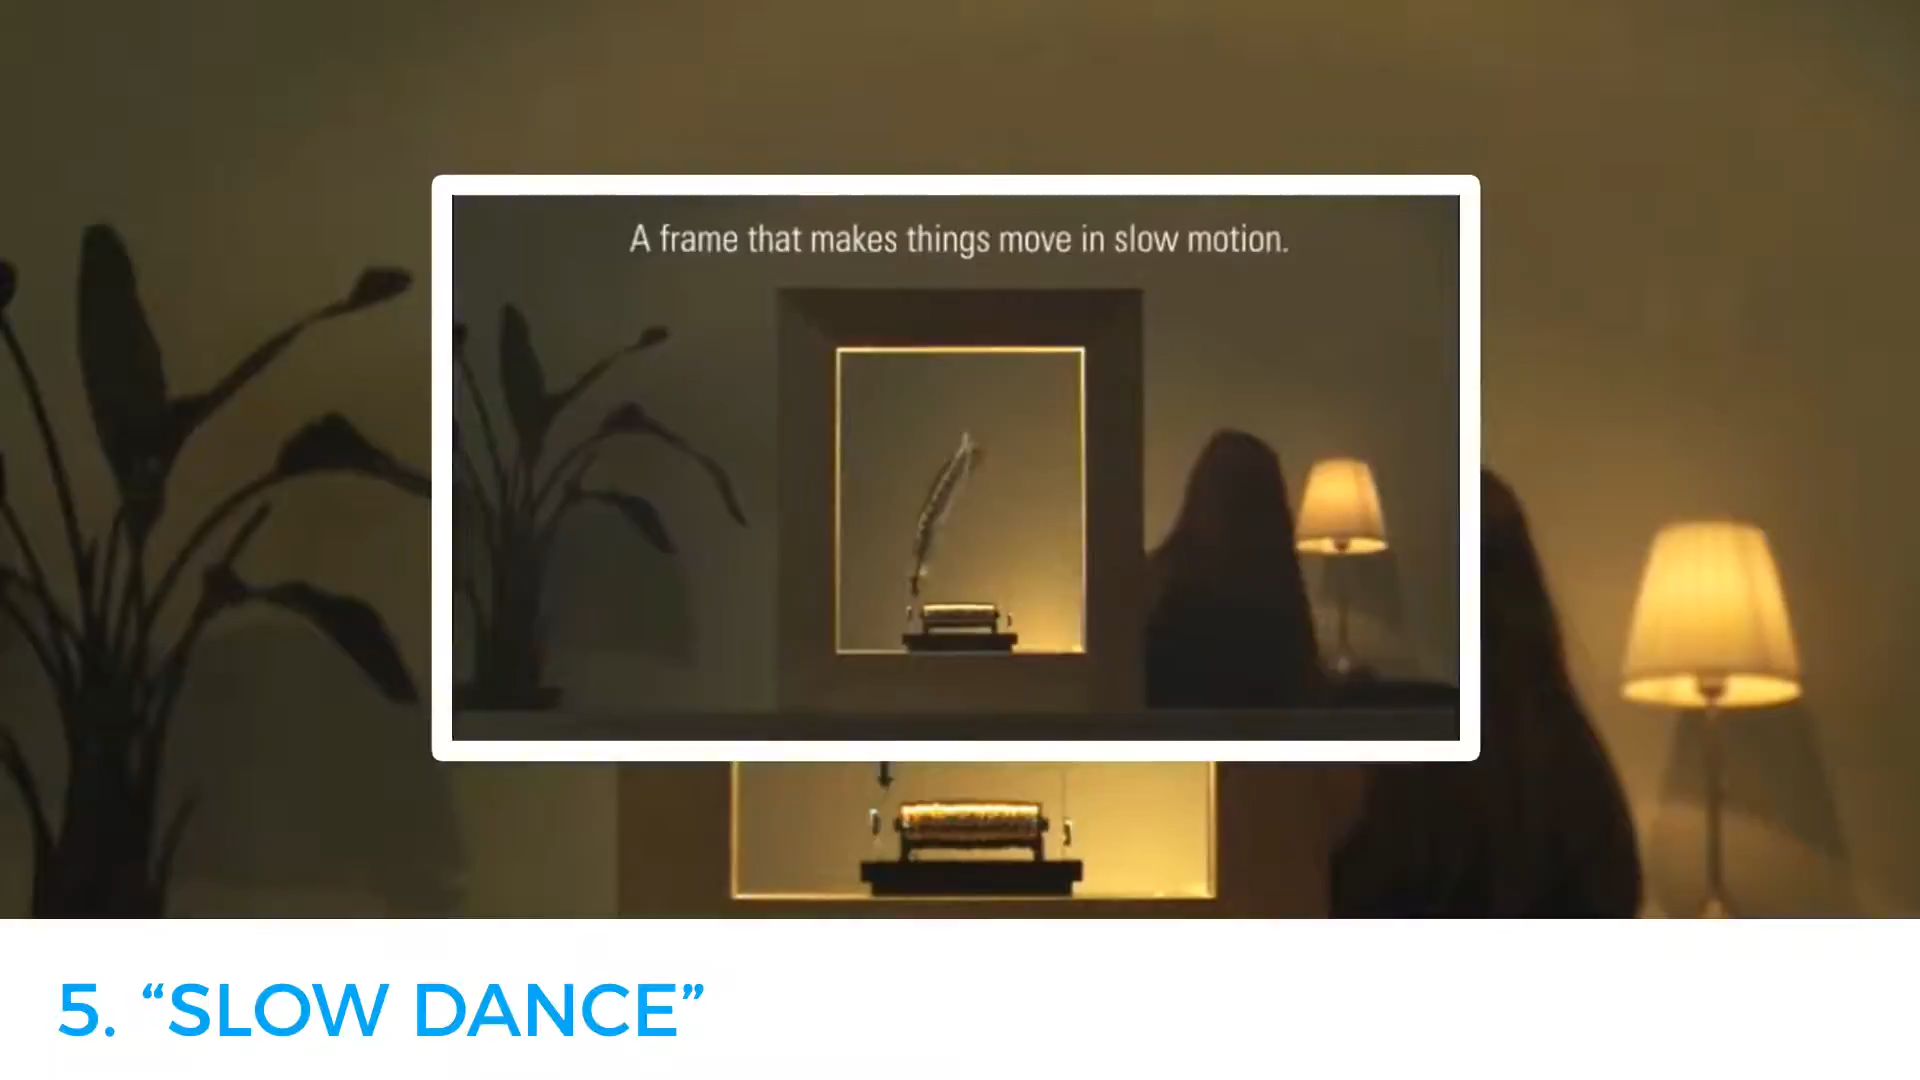 A frame that makes things move in slow motion.
5. “SLOW DANCE”